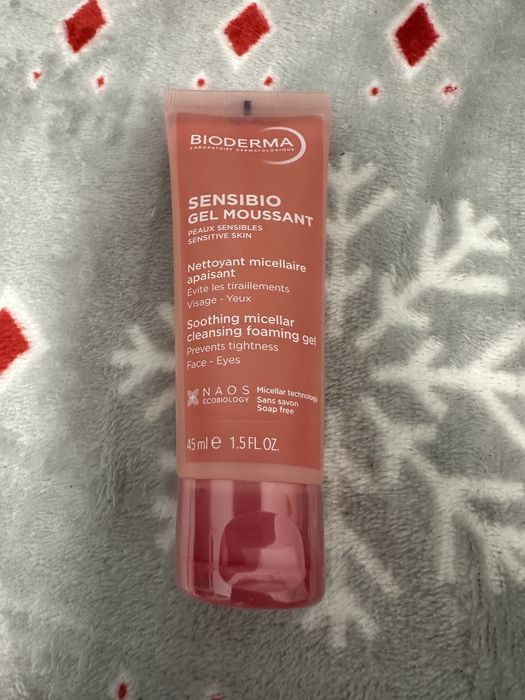 BIODERMA
LABORATOIRE DERMATOLOGIQUE
SENSIBIO
GEL MOUSSANT
PEAUX SENSIBLES
SENSITIVE SKIN
Nettoyant micellaire
apaisant
Évite les tiraillements
Visage - Yeux
Soothing micellar
cleansing foaming gel
Prevents tightness
Face - Eyes
NAOS
ECOBIOLOGY
Micellar technology
Sans savon
Soap free
45 ml ℮ 1.5 FL.OZ.